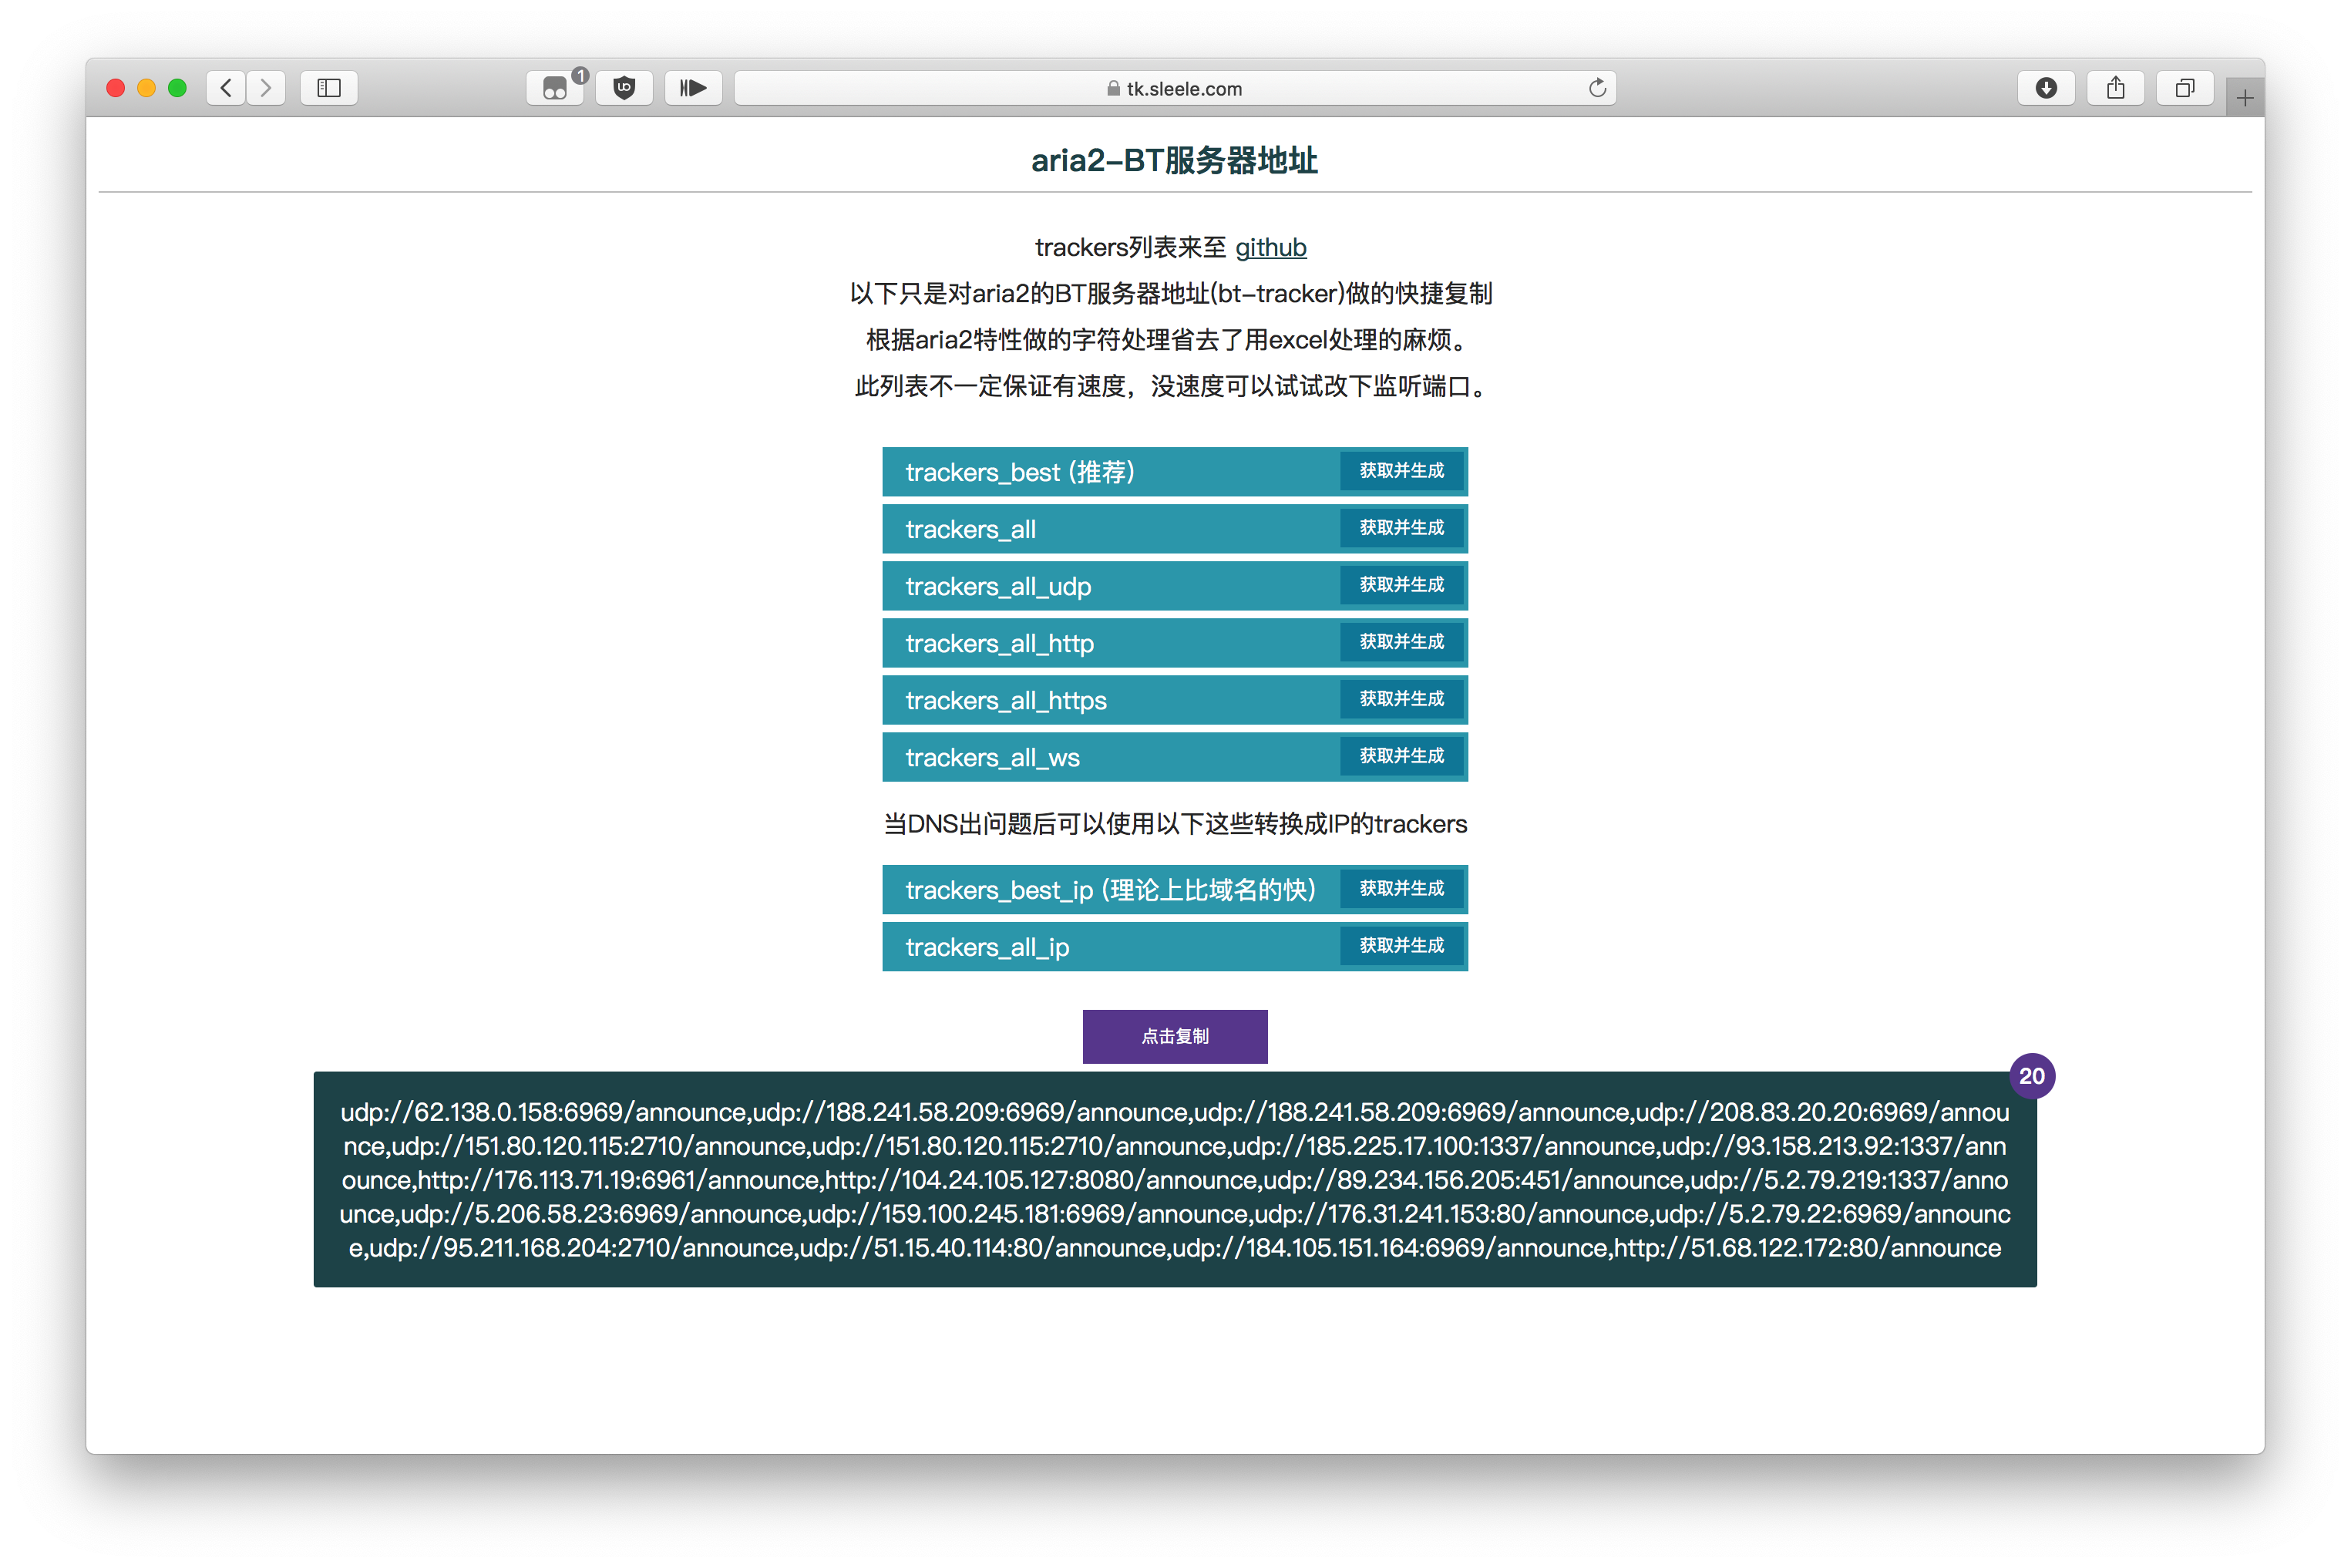 1
tk.sleele.com
aria2-BT服务器地址
trackers列表来至 github
以下只是对aria2的BT服务器地址(bt-tracker)做的快捷复制
根据aria2特性做的字符处理省去了用excel处理的麻烦。
此列表不一定保证有速度，没速度可以试试改下监听端口。
trackers_best (推荐) 获取并生成
trackers_all 获取并生成
trackers_all_udp 获取并生成
trackers_all_http 获取并生成
trackers_all_https 获取并生成
trackers_all_ws 获取并生成
当DNS出问题后可以使用以下这些转换成IP的trackers
trackers_best_ip (理论上比域名的快) 获取并生成
trackers_all_ip 获取并生成
点击复制
20
udp://62.138.0.158:6969/announce,udp://188.241.58.209:6969/announce,udp://188.241.58.209:6969/announce,udp://208.83.20.20:6969/annou
nce,udp://151.80.120.115:2710/announce,udp://151.80.120.115:2710/announce,udp://185.225.17.100:1337/announce,udp://93.158.213.92:1337/ann
ounce,http://176.113.71.19:6961/announce,http://104.24.105.127:8080/announce,udp://89.234.156.205:451/announce,udp://5.2.79.219:1337/anno
unce,udp://5.206.58.23:6969/announce,udp://159.100.245.181:6969/announce,udp://176.31.241.153:80/announce,udp://5.2.79.22:6969/announc
e,udp://95.211.168.204:2710/announce,udp://51.15.40.114:80/announce,udp://184.105.151.164:6969/announce,http://51.68.122.172:80/announce